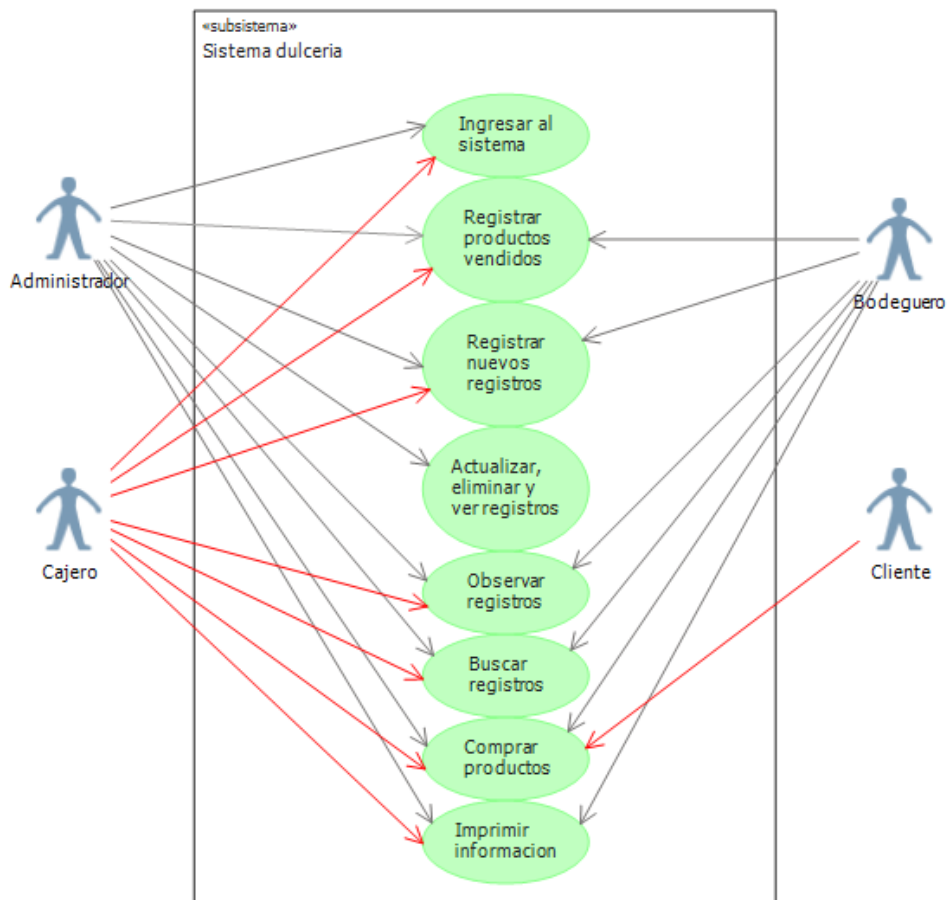 «subsistema»
Sistema dulceria
Ingresar al
sistema
Registrar
productos
vendidos
Administrador
Bodeguero
Registrar
nuevos
registros
Actualizar,
eliminar y
ver registros
Cajero
Cliente
Observar
registros
Buscar
registros
Comprar
productos
Imprimir
informacion